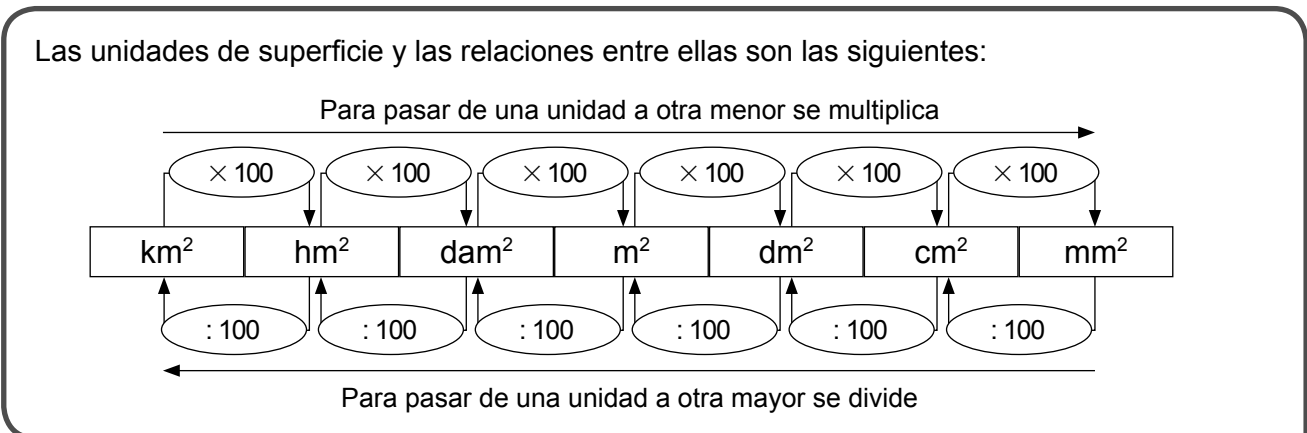 Las unidades de superficie y las relaciones entre ellas son las siguientes:
Para pasar de una unidad a otra menor se multiplica
× 100 × 100 × 100 × 100 × 100 × 100
km² hm² dam² m² dm² cm² mm²
: 100 : 100 : 100 : 100 : 100 : 100
Para pasar de una unidad a otra mayor se divide